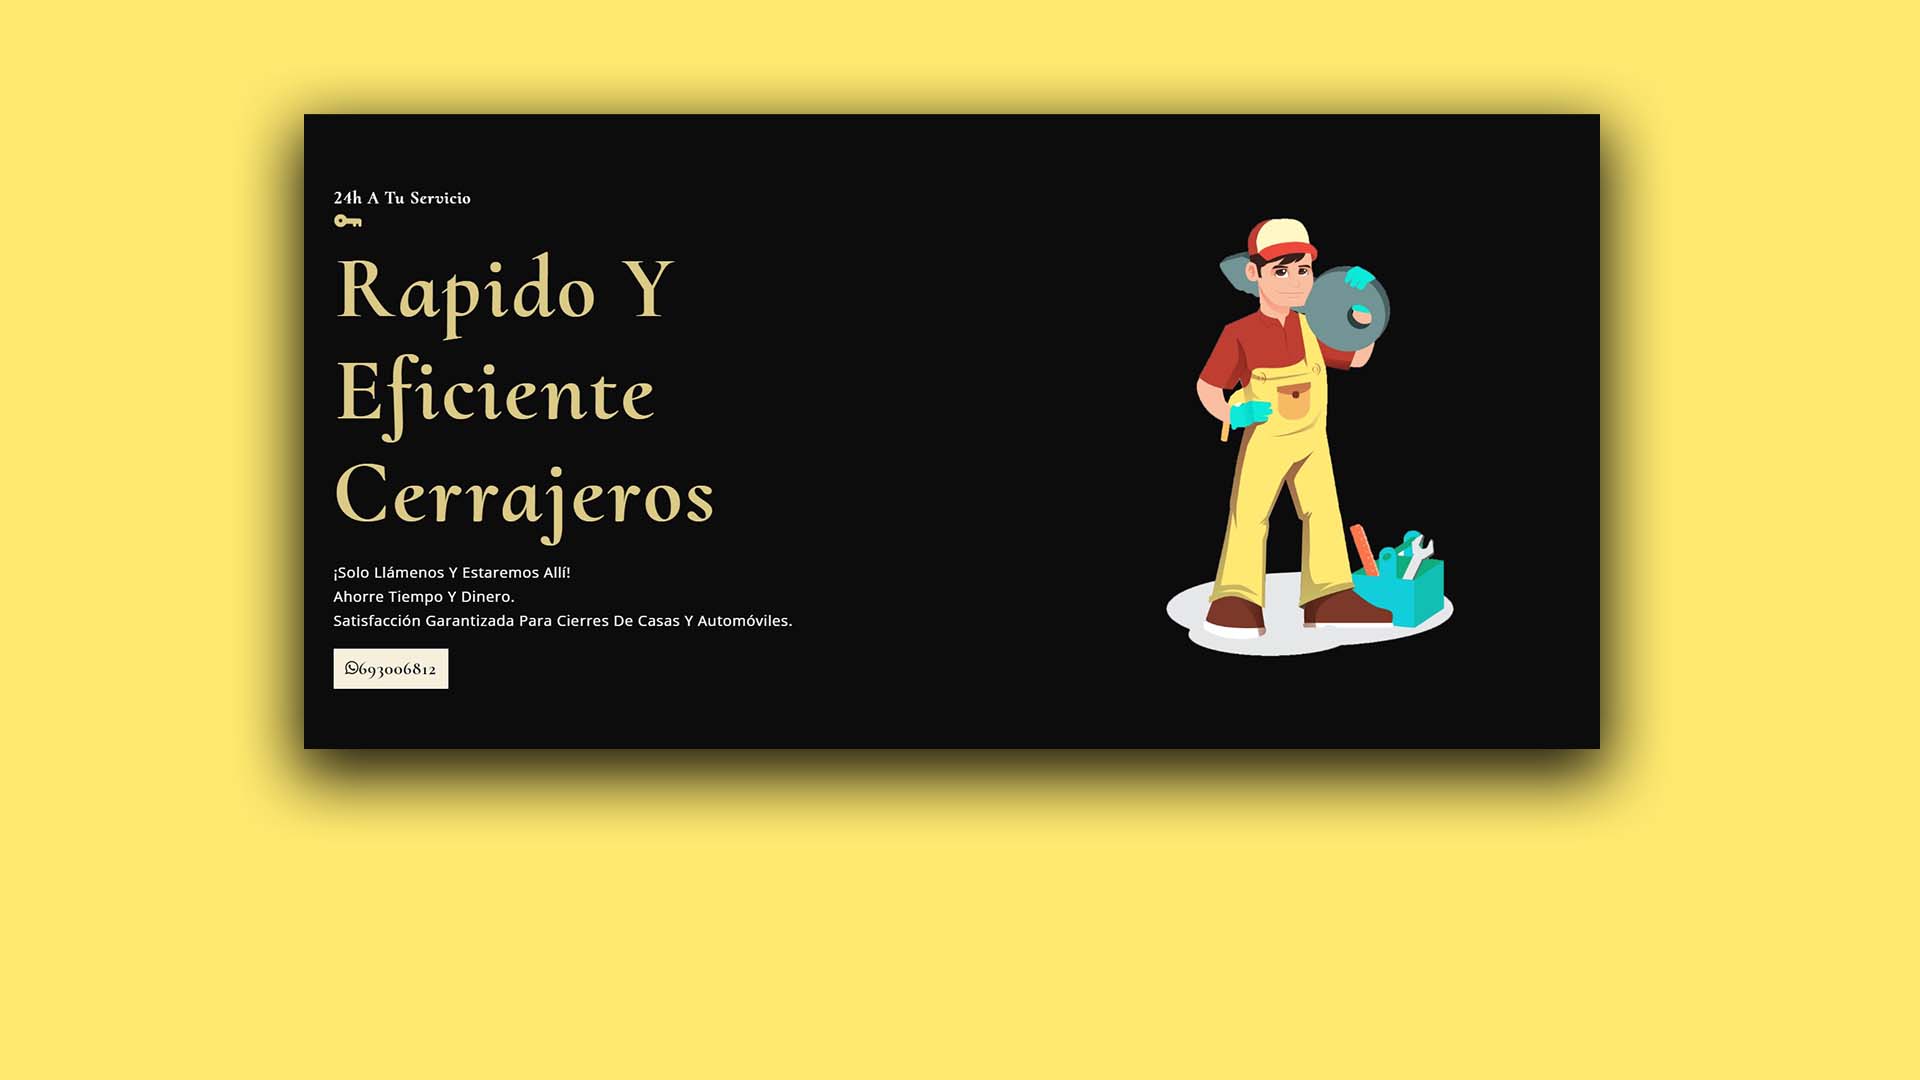 24h A Tu Servicio
Rapido Y
Eficiente
Cerrajeros
¡Solo Llámenos Y Estaremos Allí!
Ahorre Tiempo Y Dinero.
Satisfacción Garantizada Para Cierres De Casas Y Automóviles.
693006812